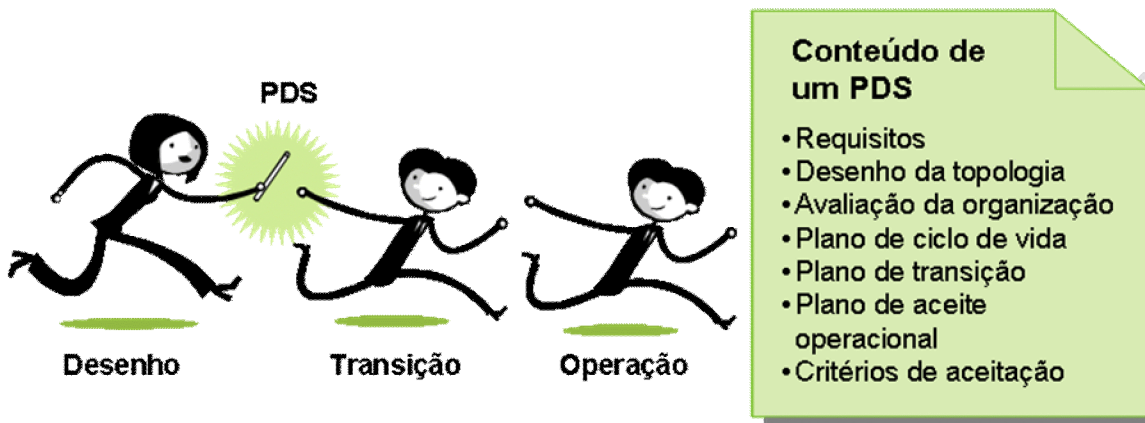 PDS
Desenho
Transição
Operação
Conteúdo de
um PDS
• Requisitos
• Desenho da topologia
• Avaliação da organização
• Plano de ciclo de vida
• Plano de transição
• Plano de aceite
operacional
• Critérios de aceitação